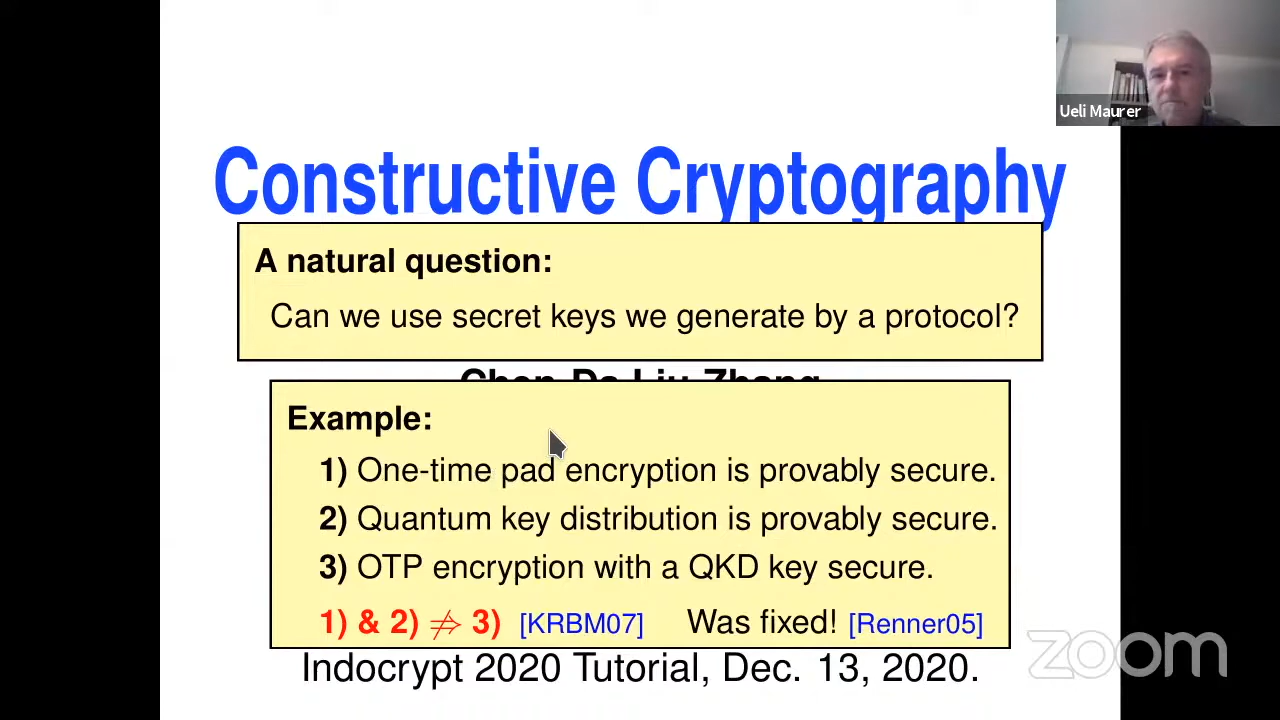 Ueli Maurer
Constructive Cryptography
A natural question:
Can we use secret keys we generate by a protocol?
Chen-Da Liu-Zhang
Example:
1) One-time pad encryption is provably secure.
2) Quantum key distribution is provably secure.
3) OTP encryption with a QKD key secure.
1) & 2) ⇏ 3) [KRBM07] Was fixed! [Renner05]
Indocrypt 2020 Tutorial, Dec. 13, 2020.
zoom